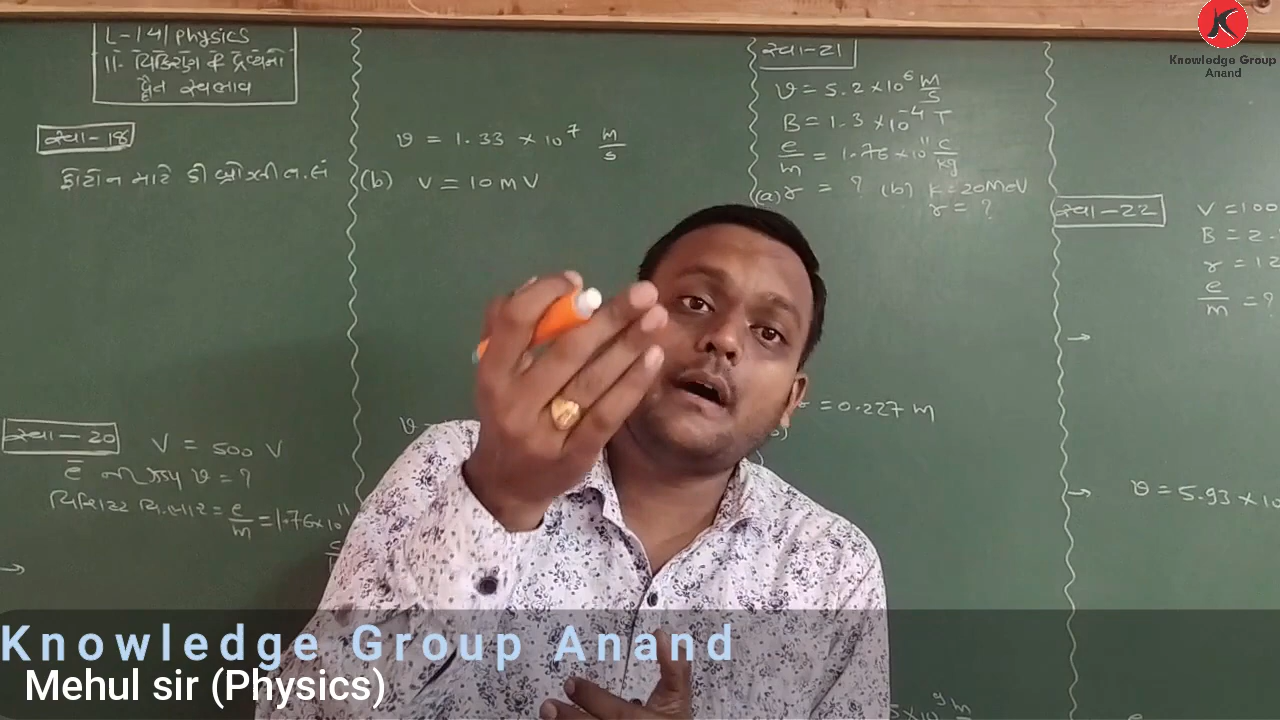 L-14/Physics
11- વિકિરણ અને દ્રવ્યનો
દ્વૈત સ્વભાવ
સ્વા-18
v = 1.33 × 10⁷ m/s
(b) V = 10 MV
સ્વા-20
V = 500 V
e̅ નો v = ?
e/m = 1.76×10¹¹
સ્વા-21
v = 5.2×10⁶ m/s
B = 1.3×10⁻⁴ T
e/m = 1.76×10¹¹ C/kg
(a) r = ? (b) K = 20 MeV
r = ?
= 0.227 m
સ્વા-22
V = 100
B = 2.
r = 12
e/m = ?
v = 5.93 × 10
Knowledge Group
Anand
Knowledge Group Anand
Mehul sir (Physics)